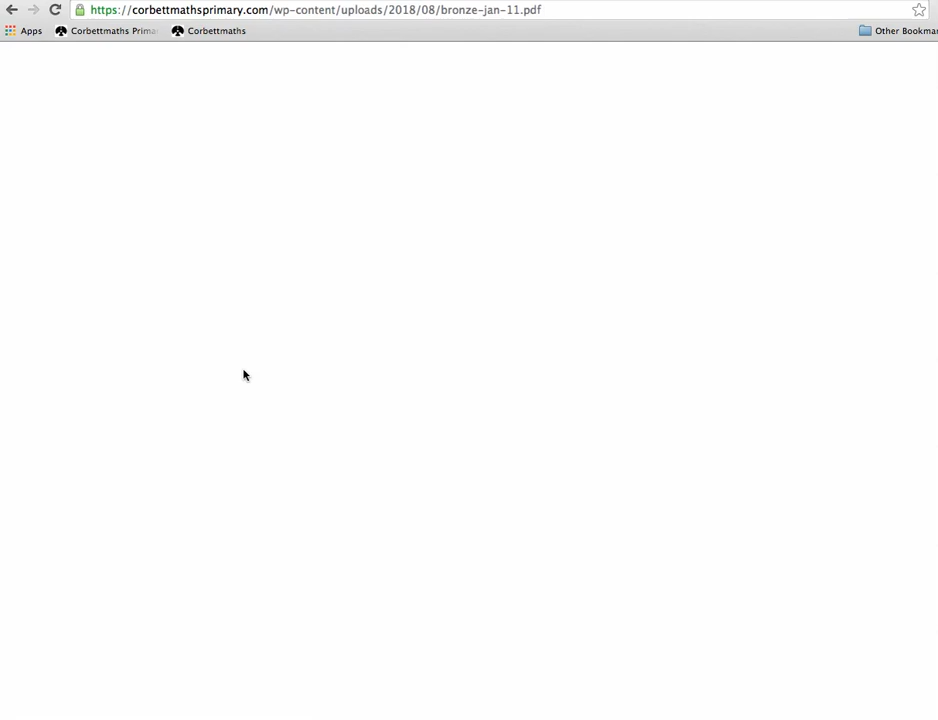 https://corbettmathsprimary.com/wp-content/uploads/2018/08/bronze-jan-11.pdf
Apps Corbettmaths Prima Corbettmaths Other Bookmar